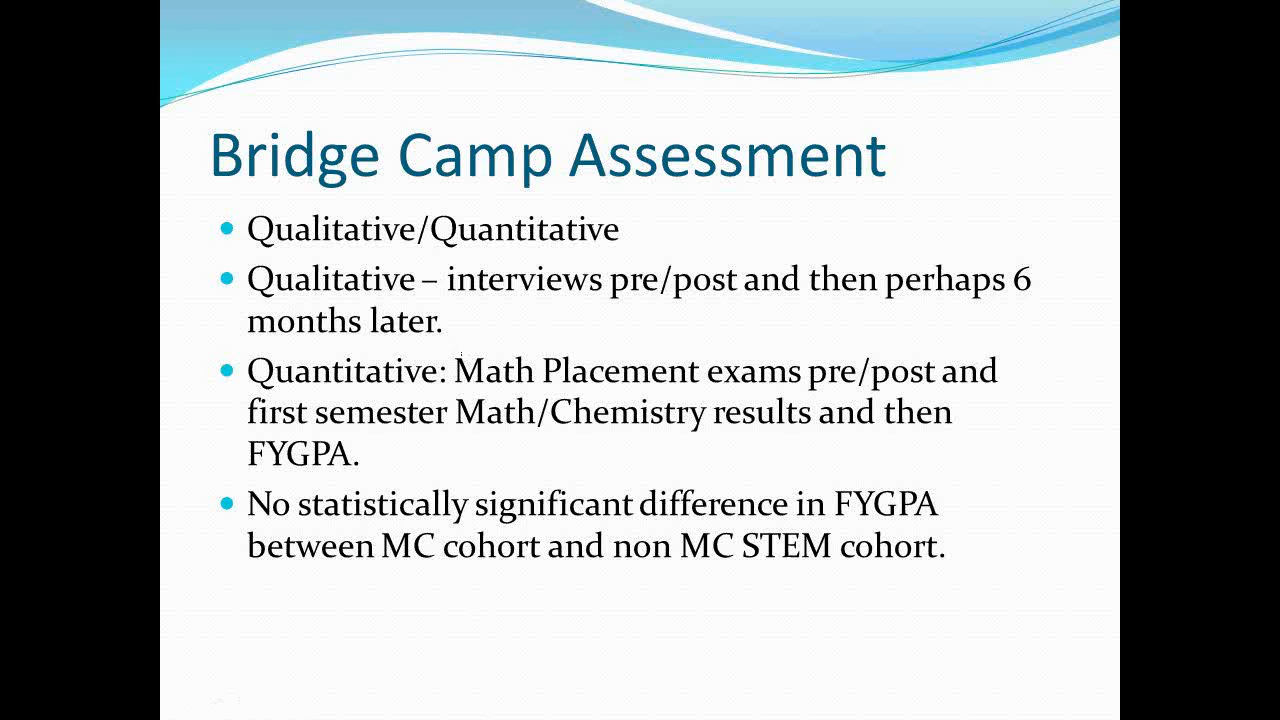 Bridge Camp Assessment
• Qualitative/Quantitative
• Qualitative – interviews pre/post and then perhaps 6
months later.
• Quantitative: Math Placement exams pre/post and
first semester Math/Chemistry results and then
FYGPA.
• No statistically significant difference in FYGPA
between MC cohort and non MC STEM cohort.